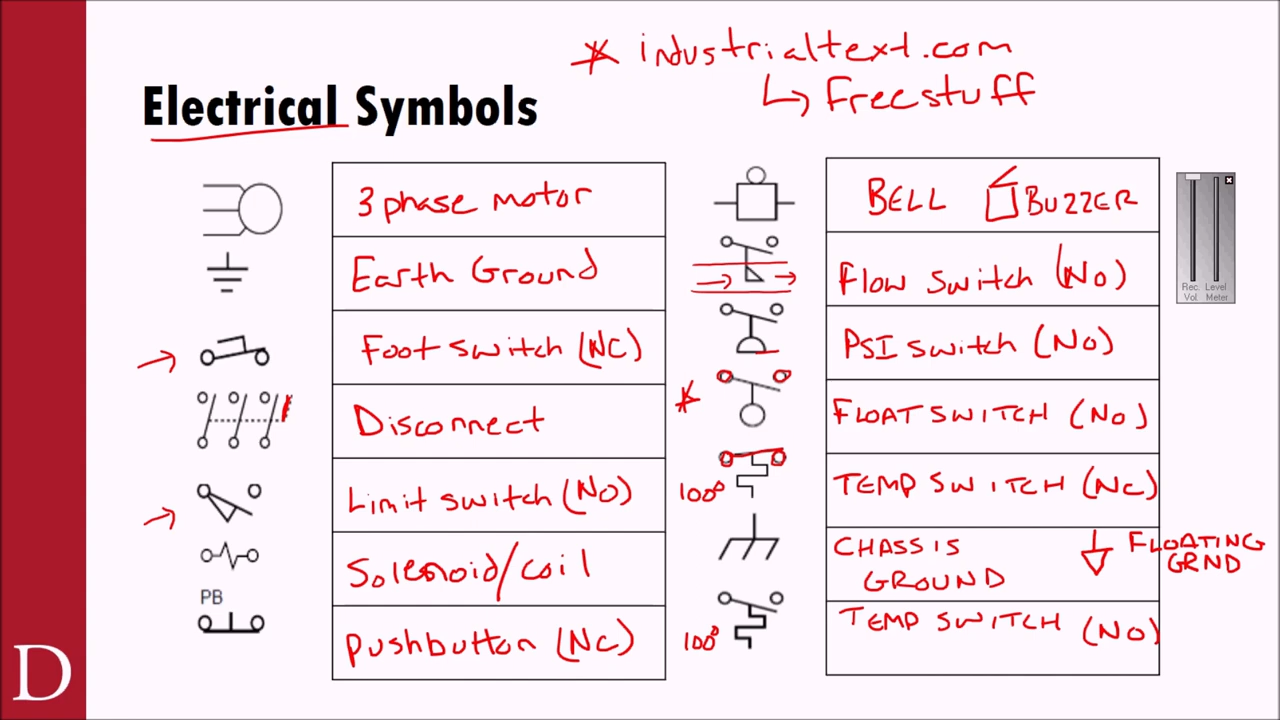 * industrialtext.com
↳ Freestuff
Electrical Symbols
3 phase motor
Earth Ground
Foot switch (NC)
Disconnect
Limit switch (NO)
Solenoid/coil
PB
Pushbutton (NC)
BELL BUZZER
Flow Switch (NO)
PSI switch (NO)
*
FLOAT SWITCH (NO)
100°
TEMP SWITCH (NC)
CHASSIS
GROUND
FLOATING
GRND
100°
TEMP SWITCH (NO)
Rec. Level
Vol. Meter
D